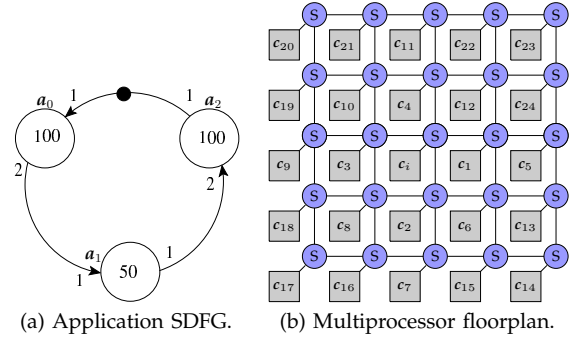 S S S S S
c20 c21 c11 c22 c23
S S S S S
c19 c10 c4 c12 c24
S S S S S
c9 c3 ci c1 c5
S S S S S
c18 c8 c2 c6 c13
S S S S S
c17 c16 c7 c15 c14
1 1
a0 a2
100 100
2 2
a1 1
1 50
(a) Application SDFG. (b) Multiprocessor floorplan.